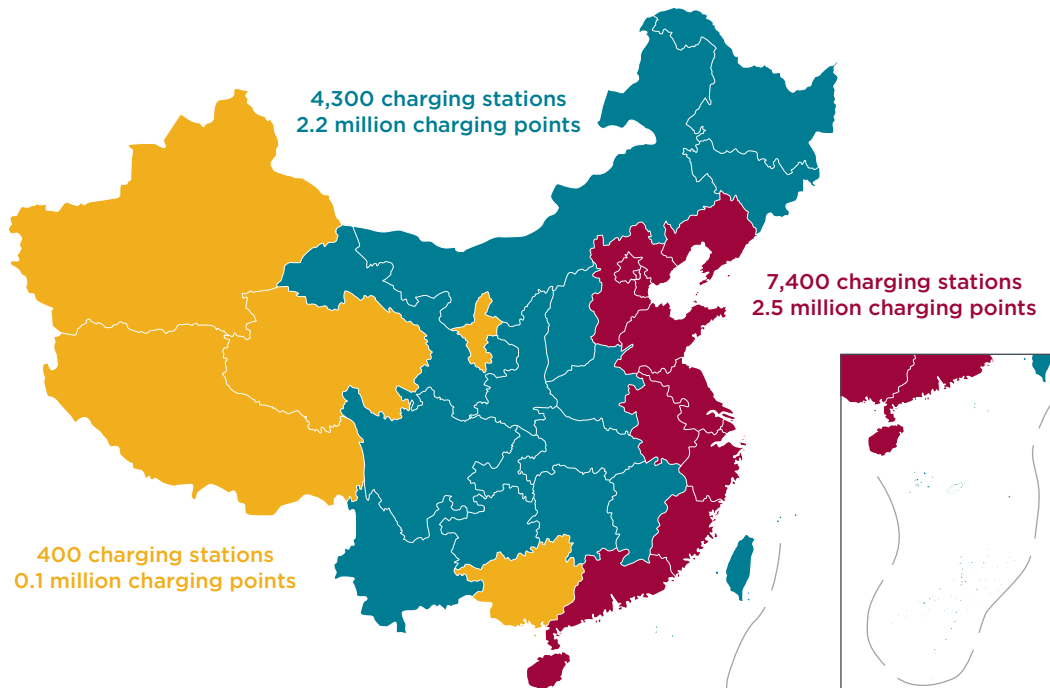 4,300 charging stations
2.2 million charging points
7,400 charging stations
2.5 million charging points
400 charging stations
0.1 million charging points